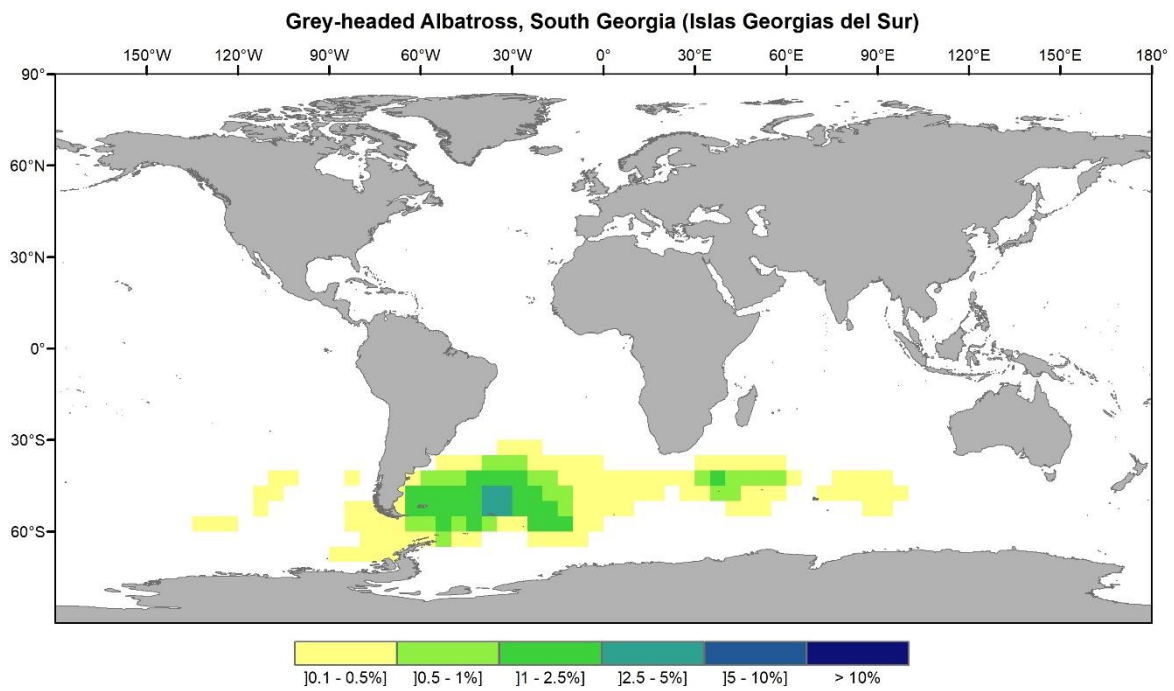 Grey-headed Albatross, South Georgia (Islas Georgias del Sur)
150°W 120°W 90°W 60°W 30°W 0° 30°E 60°E 90°E 120°E 150°E 180°
90°
60°N
30°N
0°
30°S
60°S
]0.1 - 0.5%] ]0.5 - 1%] ]1 - 2.5%] ]2.5 - 5%] ]5 - 10%] > 10%